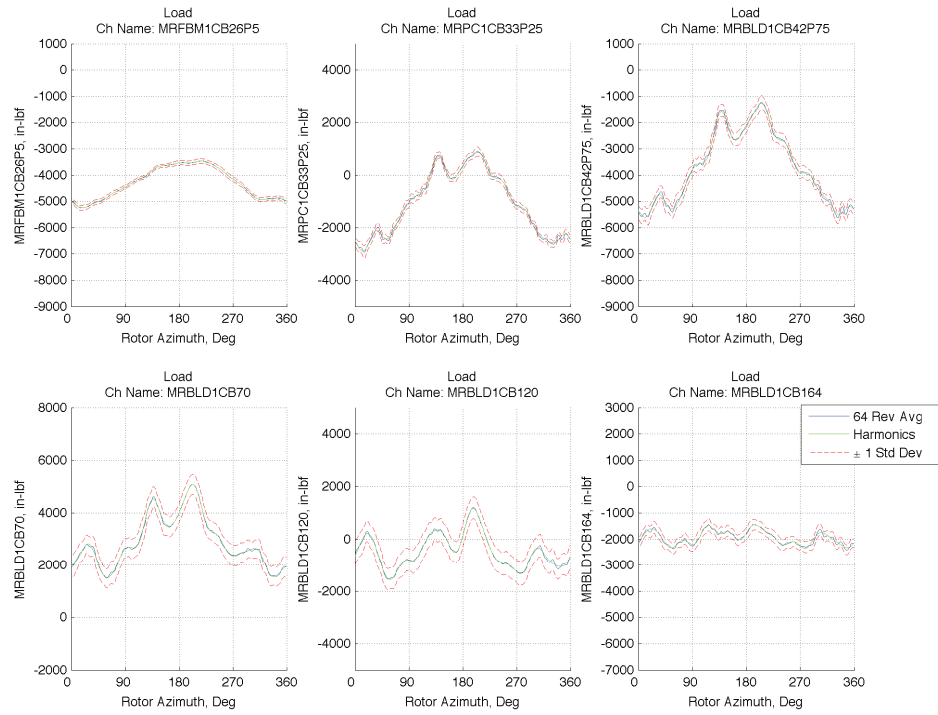 Load
Ch Name: MRFBM1CB26P5
1000
0
-1000
-2000
-3000
-4000
-5000
-6000
-7000
-8000
-9000
MRFBM1CB26P5, in-lbf
0 90 180 270 360
Rotor Azimuth, Deg
Load
Ch Name: MRPC1CB33P25
4000
2000
0
-2000
-4000
MRPC1CB33P25, in-lbf
0 90 180 270 360
Rotor Azimuth, Deg
Load
Ch Name: MRBLD1CB42P75
1000
0
-1000
-2000
-3000
-4000
-5000
-6000
-7000
-8000
-9000
MRBLD1CB42P75, in-lbf
0 90 180 270 360
Rotor Azimuth, Deg
Load
Ch Name: MRBLD1CB70
8000
6000
4000
2000
0
-2000
MRBLD1CB70, in-lbf
0 90 180 270 360
Rotor Azimuth, Deg
Load
Ch Name: MRBLD1CB120
4000
2000
0
-2000
-4000
MRBLD1CB120, in-lbf
0 90 180 270 360
Rotor Azimuth, Deg
Load
Ch Name: MRBLD1CB164
3000
2000
1000
0
-1000
-2000
-3000
-4000
-5000
-6000
-7000
MRBLD1CB164, in-lbf
0 90 180 270 360
Rotor Azimuth, Deg
64 Rev Avg
Harmonics
± 1 Std Dev